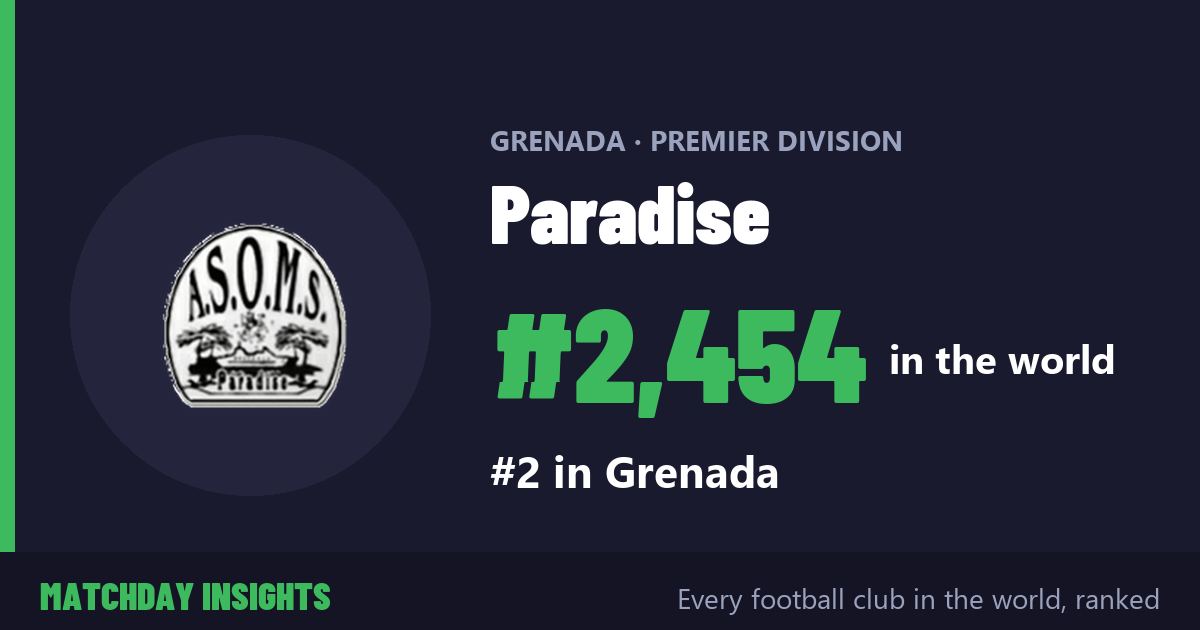 GRENADA · PREMIER DIVISION
Paradise
A.S.O.M.S.
Paradise
#2,454 in the world
#2 in Grenada
MATCHDAY INSIGHTS
Every football club in the world, ranked